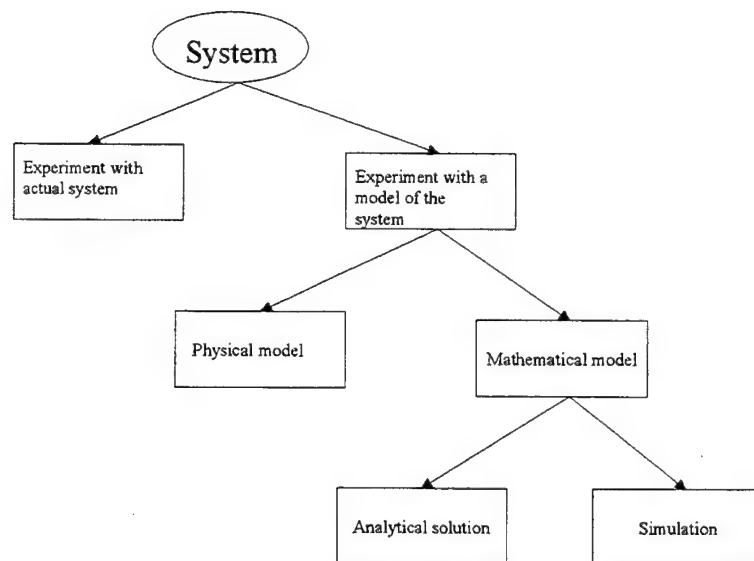 System
Experiment with
actual system
Experiment with a
model of the
system
Physical model
Mathematical model
Analytical solution
Simulation